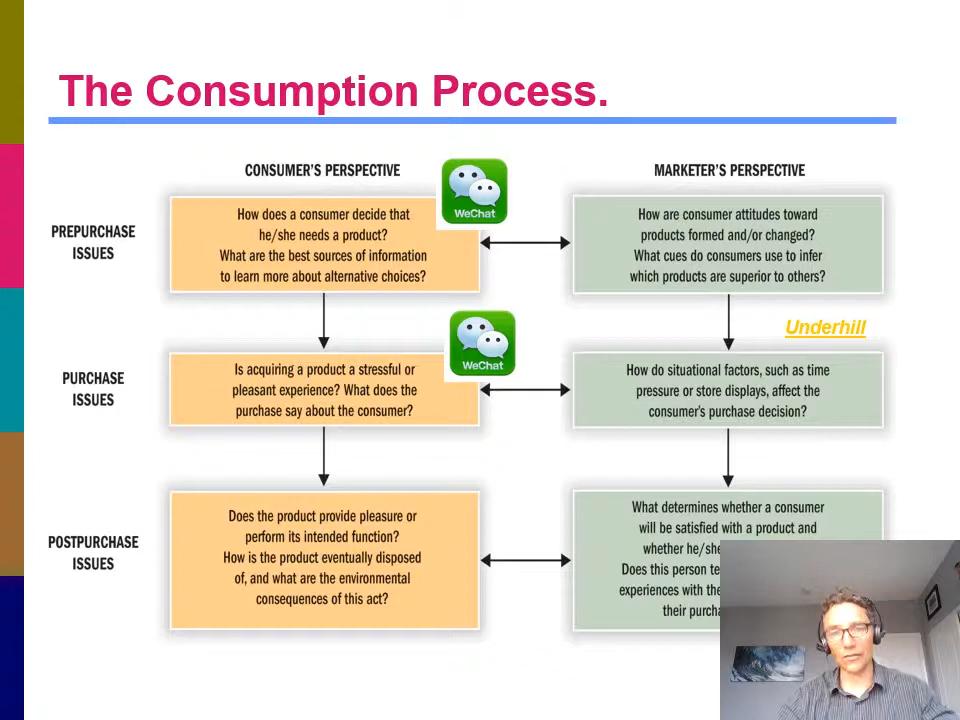 The Consumption Process.
CONSUMER'S PERSPECTIVE
MARKETER'S PERSPECTIVE
PREPURCHASE
ISSUES
How does a consumer decide that
he/she needs a product?
What are the best sources of information
to learn more about alternative choices?
WeChat
How are consumer attitudes toward
products formed and/or changed?
What cues do consumers use to infer
which products are superior to others?
Underhill
PURCHASE
ISSUES
Is acquiring a product a stressful or
pleasant experience? What does the
purchase say about the consumer?
WeChat
How do situational factors, such as time
pressure or store displays, affect the
consumer's purchase decision?
POSTPURCHASE
ISSUES
Does the product provide pleasure or
perform its intended function?
How is the product eventually disposed
of, and what are the environmental
consequences of this act?
What determines whether a consumer
will be satisfied with a product and
whether he/she
Does this person
experiences with
their